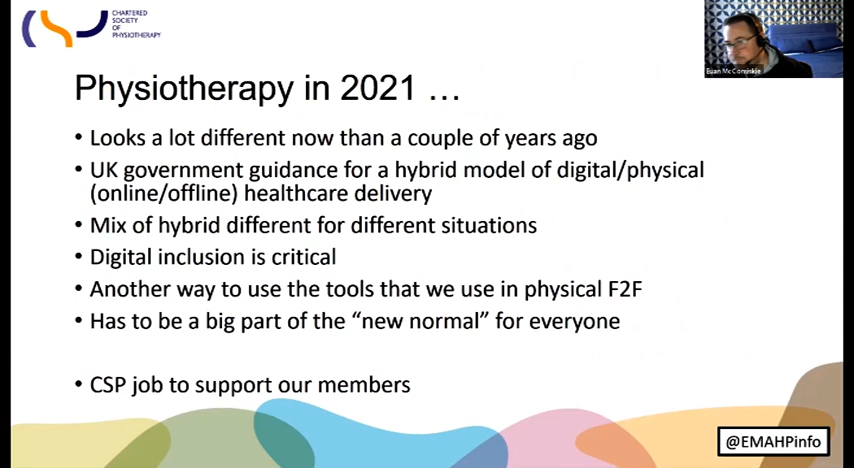 CHARTERED
SOCIETY
OF
PHYSIOTHERAPY
Euan McComiskie
Physiotherapy in 2021 …
• Looks a lot different now than a couple of years ago
• UK government guidance for a hybrid model of digital/physical
(online/offline) healthcare delivery
• Mix of hybrid different for different situations
• Digital inclusion is critical
• Another way to use the tools that we use in physical F2F
• Has to be a big part of the “new normal” for everyone
• CSP job to support our members
@EMAHPinfo